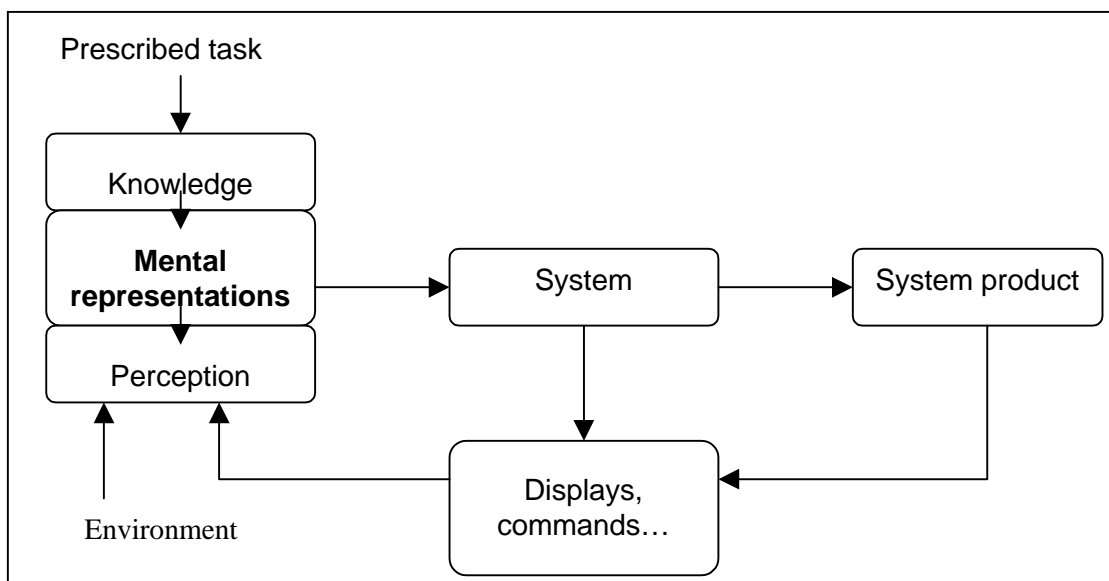 Prescribed task
Knowledge
Mental
representations
System
System product
Perception
Displays,
commands…
Environment